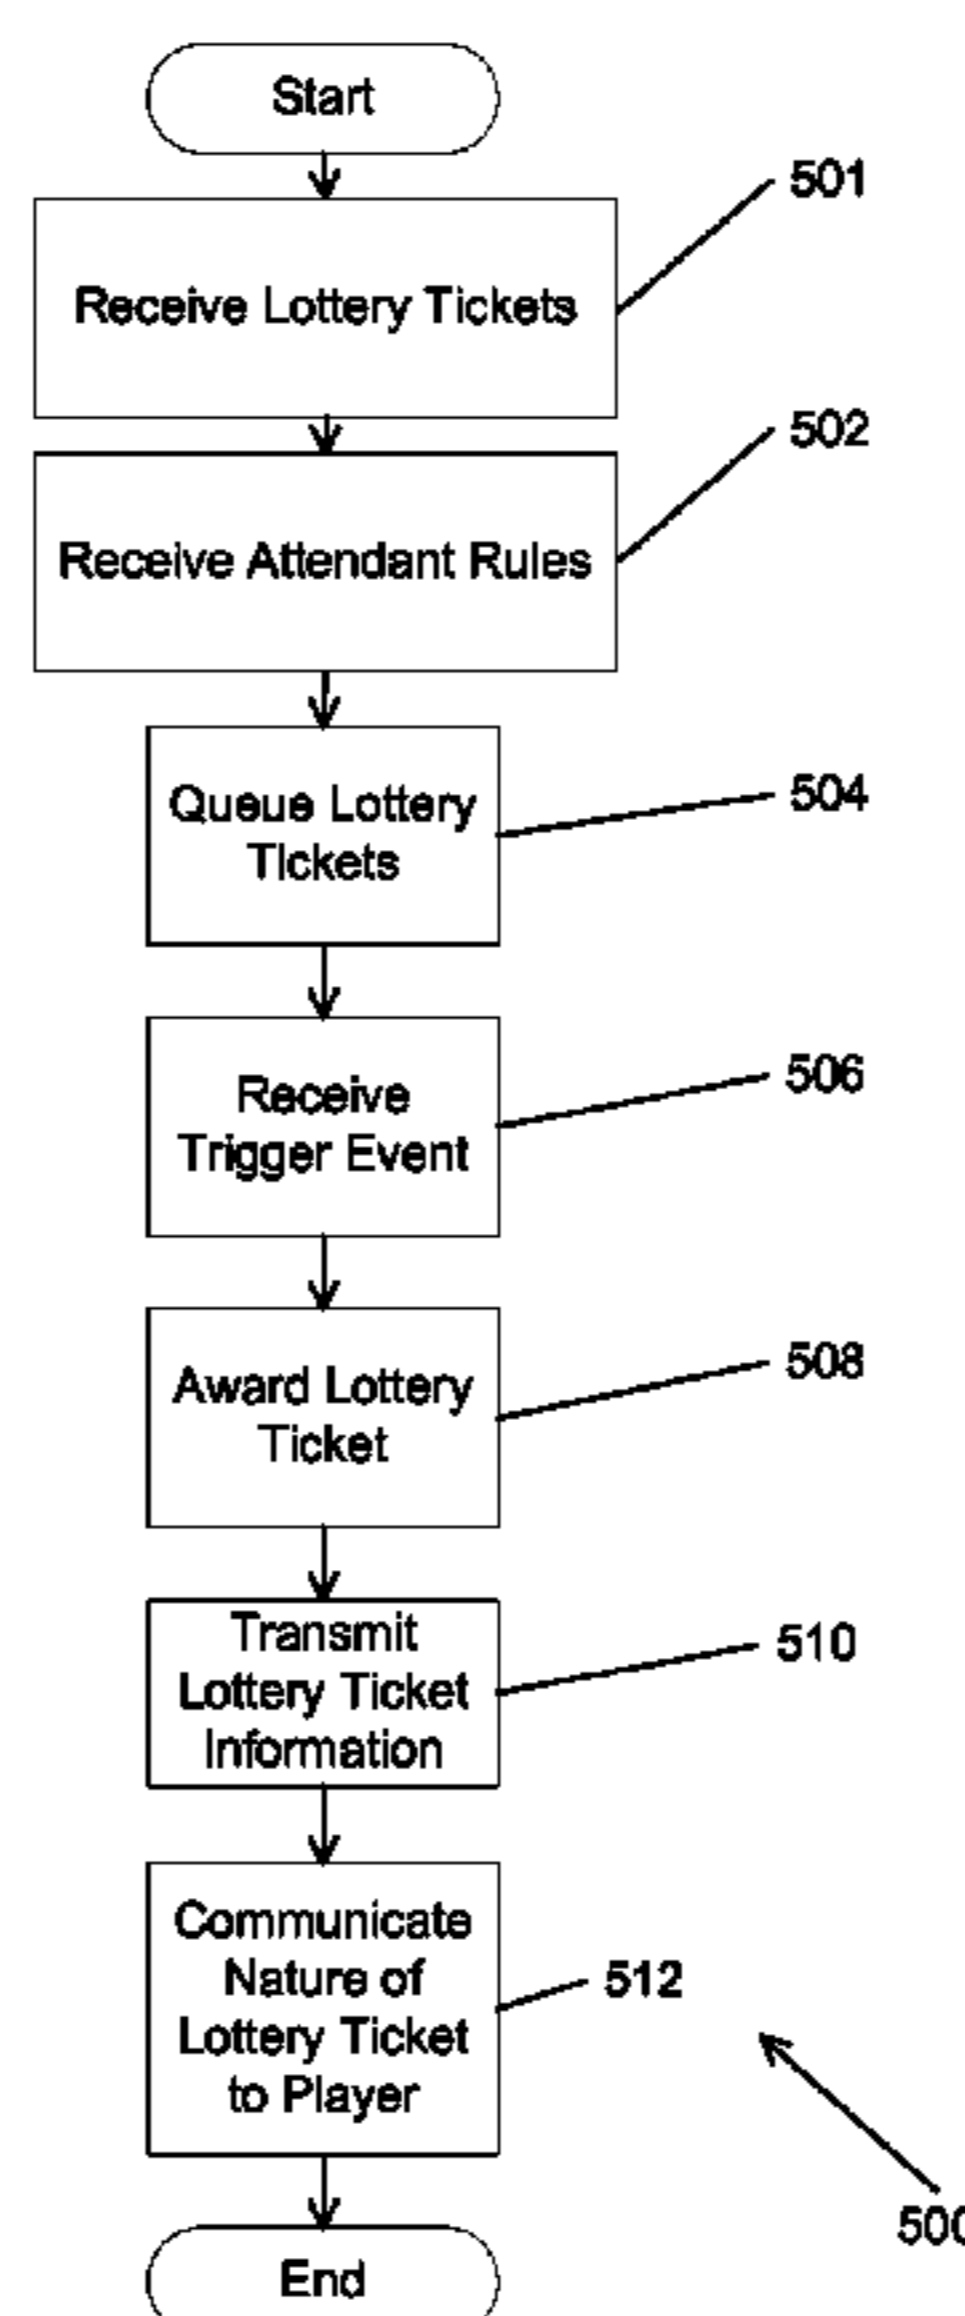 Start
501
Receive Lottery Tickets
502
Receive Attendant Rules
504
Queue Lottery
Tickets
506
Receive
Trigger Event
508
Award Lottery
Ticket
510
Transmit
Lottery Ticket
Information
512
Communicate
Nature of
Lottery Ticket
to Player
500
End